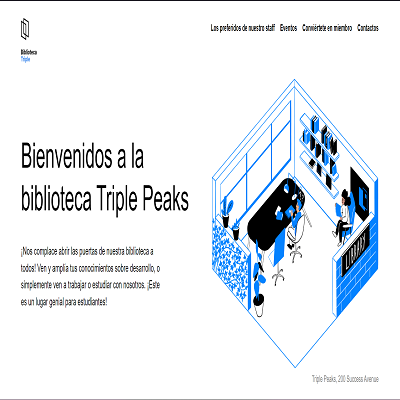 Biblioteca
Triple
Los preferidos de nuestro staff Eventos Conviértete en miembro Contactos
Bienvenidos a la
biblioteca Triple Peaks
¡Nos complace abrir las puertas de nuestra biblioteca a
todos! Ven y amplía tus conocimientos sobre desarrollo, o
simplemente ven a trabajar o estudiar con nosotros. ¡Este
es un lugar genial para estudiantes!
LIBRARY
Triple Peaks, 200 Success Avenue